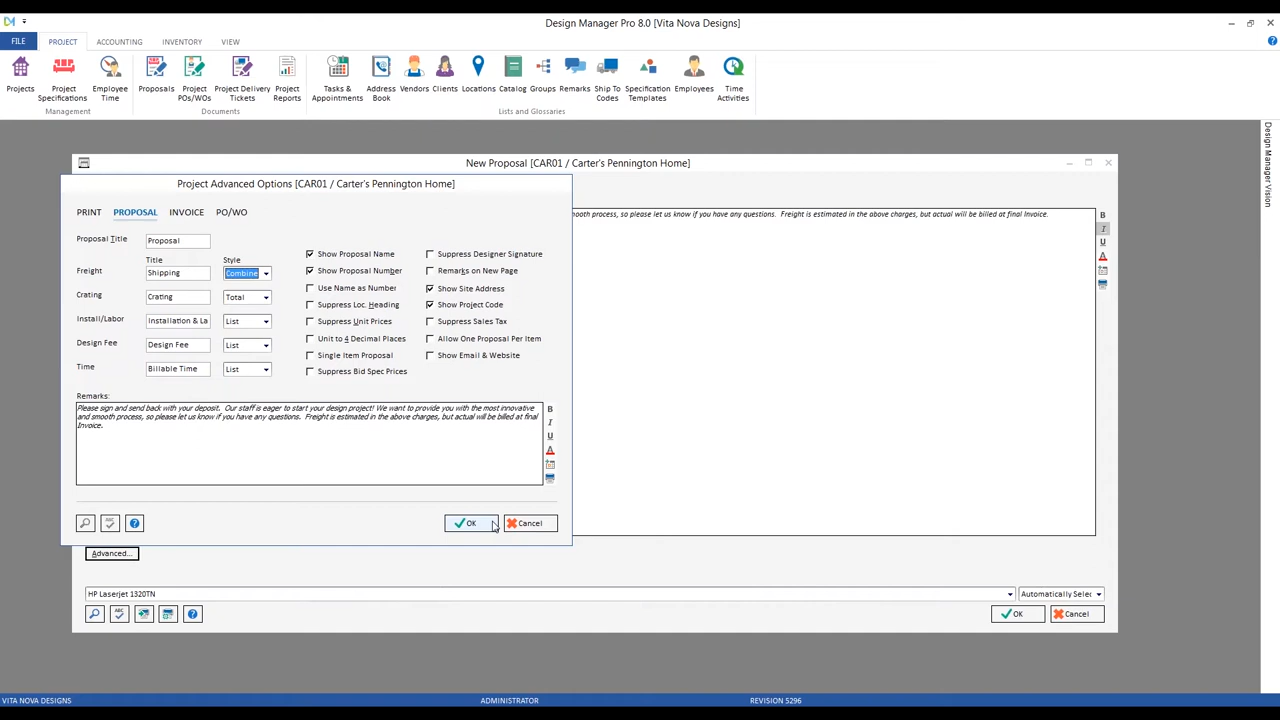 Design Manager Pro 8.0 [Vita Nova Designs]
FILE PROJECT ACCOUNTING INVENTORY VIEW
Projects Project Specifications Employee Time Proposals Project POs/WOs Project Delivery Tickets Project Reports Tasks & Appointments Address Book Vendors Clients Locations Catalog Groups Remarks Ship To Codes Specification Templates Employees Time Activities
Management Documents Lists and Glossaries
Design Manager Vision
New Proposal [CAR01 / Carter's Pennington Home]
Project Advanced Options [CAR01 / Carter's Pennington Home]
PRINT PROPOSAL INVOICE PO/WO
smooth process, so please let us know if you have any questions. Freight is estimated in the above charges, but actual will be billed at final Invoice.
B
I
U
A
Proposal Title Proposal
Title Style
Freight Shipping Combine
Crating Crating Total
Install/Labor Installation & La List
Design Fee Design Fee List
Time Billable Time List
Show Proposal Name Suppress Designer Signature
Show Proposal Number Remarks on New Page
Use Name as Number Show Site Address
Suppress Loc. Heading Show Project Code
Suppress Unit Prices Suppress Sales Tax
Unit to 4 Decimal Places Allow One Proposal Per Item
Single Item Proposal Show Email & Website
Suppress Bid Spec Prices
Remarks:
Please sign and send back with your deposit. Our staff is eager to start your design project! We want to provide you with the most innovative
and smooth process, so please let us know if you have any questions. Freight is estimated in the above charges, but actual will be billed at final
Invoice.
B
I
U
A
ABC ? OK Cancel
Advanced...
HP Laserjet 1320TN Automatically Selec
ABC ? OK Cancel
VITA NOVA DESIGNS ADMINISTRATOR REVISION 5296